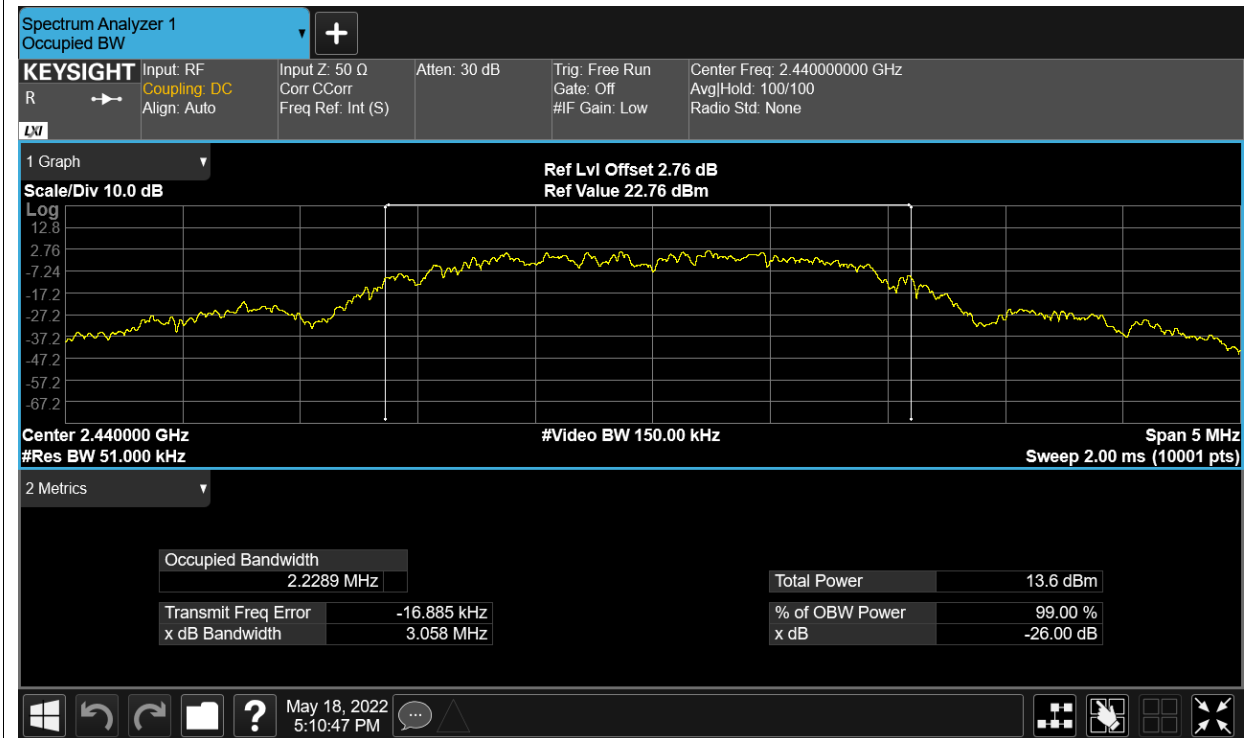 Spectrum Analyzer 1
Occupied BW
KEYSIGHT
R
LXI
Input: RF
Coupling: DC
Align: Auto
Input Z: 50 Ω
Corr CCorr
Freq Ref: Int (S)
Atten: 30 dB
Trig: Free Run
Gate: Off
#IF Gain: Low
Center Freq: 2.440000000 GHz
Avg|Hold: 100/100
Radio Std: None
1 Graph
Scale/Div 10.0 dB
Ref Lvl Offset 2.76 dB
Ref Value 22.76 dBm
Log
12.8
2.76
-7.24
-17.2
-27.2
-37.2
-47.2
-57.2
-67.2
Center 2.440000 GHz
#Video BW 150.00 kHz
Span 5 MHz
#Res BW 51.000 kHz
Sweep 2.00 ms (10001 pts)
2 Metrics
Occupied Bandwidth
2.2289 MHz
Total Power 13.6 dBm
Transmit Freq Error -16.885 kHz
% of OBW Power 99.00 %
x dB Bandwidth 3.058 MHz
x dB -26.00 dB
?
May 18, 2022
5:10:47 PM